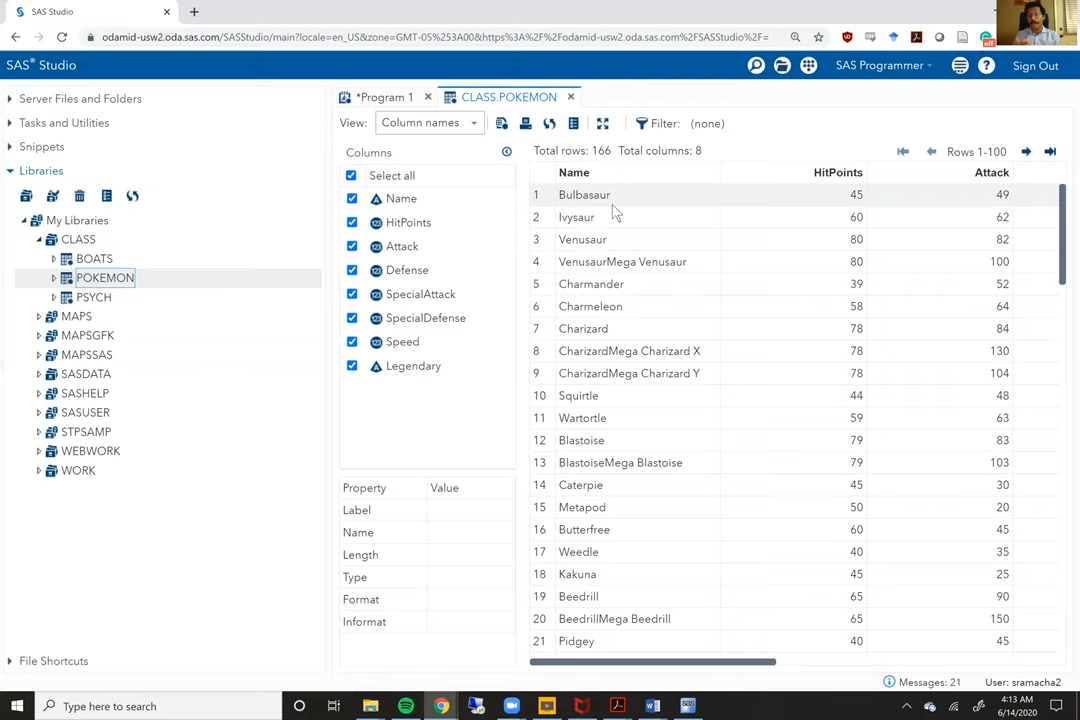 SAS Studio
odamid-usw2.oda.sas.com/SASStudio/main?locale=en_US&zone=GMT-05%253A00&https%3A%2F%2Fodamid-usw2.oda.sas.com%2FSASStudio%2F=
off
SAS® Studio
SAS Programmer
Sign Out
Server Files and Folders
Tasks and Utilities
Snippets
Libraries
My Libraries
CLASS
BOATS
POKEMON
PSYCH
MAPS
MAPSGFK
MAPSSAS
SASDATA
SASHELP
SASUSER
STPSAMP
WEBWORK
WORK
File Shortcuts
*Program 1
CLASS.POKEMON
View: Column names
Filter: (none)
Columns
Select all
Name
HitPoints
Attack
Defense
SpecialAttack
SpecialDefense
Speed
Legendary
Property Value
Label
Name
Length
Type
Format
Informat
Total rows: 166 Total columns: 8
Rows 1-100
Name HitPoints Attack
1 Bulbasaur 45 49
2 Ivysaur 60 62
3 Venusaur 80 82
4 VenusaurMega Venusaur 80 100
5 Charmander 39 52
6 Charmeleon 58 64
7 Charizard 78 84
8 CharizardMega Charizard X 78 130
9 CharizardMega Charizard Y 78 104
10 Squirtle 44 48
11 Wartortle 59 63
12 Blastoise 79 83
13 BlastoiseMega Blastoise 79 103
14 Caterpie 45 30
15 Metapod 50 20
16 Butterfree 60 45
17 Weedle 40 35
18 Kakuna 45 25
19 Beedrill 65 90
20 BeedrillMega Beedrill 65 150
21 Pidgey 40 45
Messages: 21
User: sramacha2
Type here to search
4:13 AM
6/14/2020